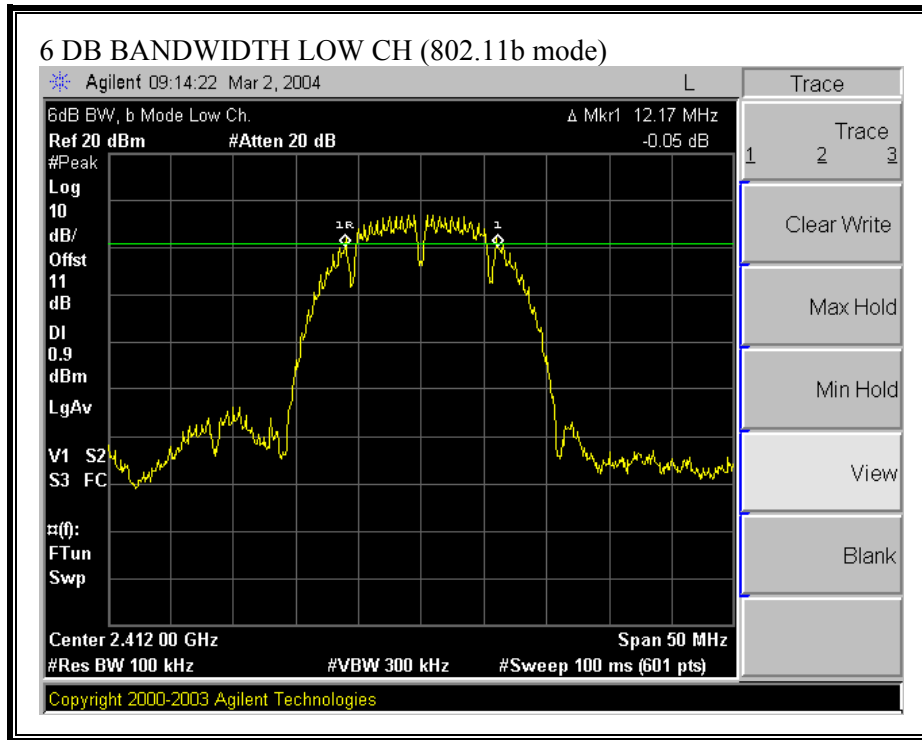 6 DB BANDWIDTH LOW CH (802.11b mode)
Agilent 09:14:22 Mar 2, 2004 L
6dB BW, b Mode Low Ch. Δ Mkr1 12.17 MHz
Ref 20 dBm #Atten 20 dB -0.05 dB
#Peak
Log
10
dB/
Offst
11
dB
DI
0.9
dBm
LgAv
V1 S2
S3 FC
¤(f):
FTun
Swp
1R
1
Center 2.412 00 GHz Span 50 MHz
#Res BW 100 kHz #VBW 300 kHz #Sweep 100 ms (601 pts)
Copyright 2000-2003 Agilent Technologies
Trace
Trace
1 2 3
Clear Write
Max Hold
Min Hold
View
Blank